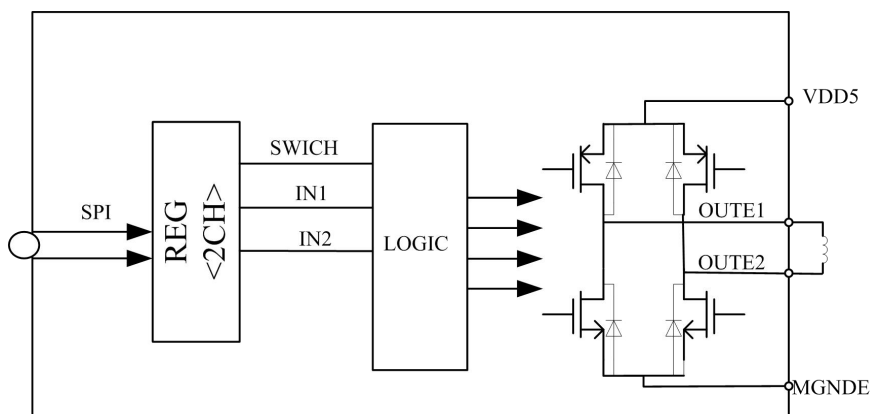 VDD5
SWICH
SPI
IN1
REG
<2CH>
OUTE1
IN2
LOGIC
OUTE2
MGNDE